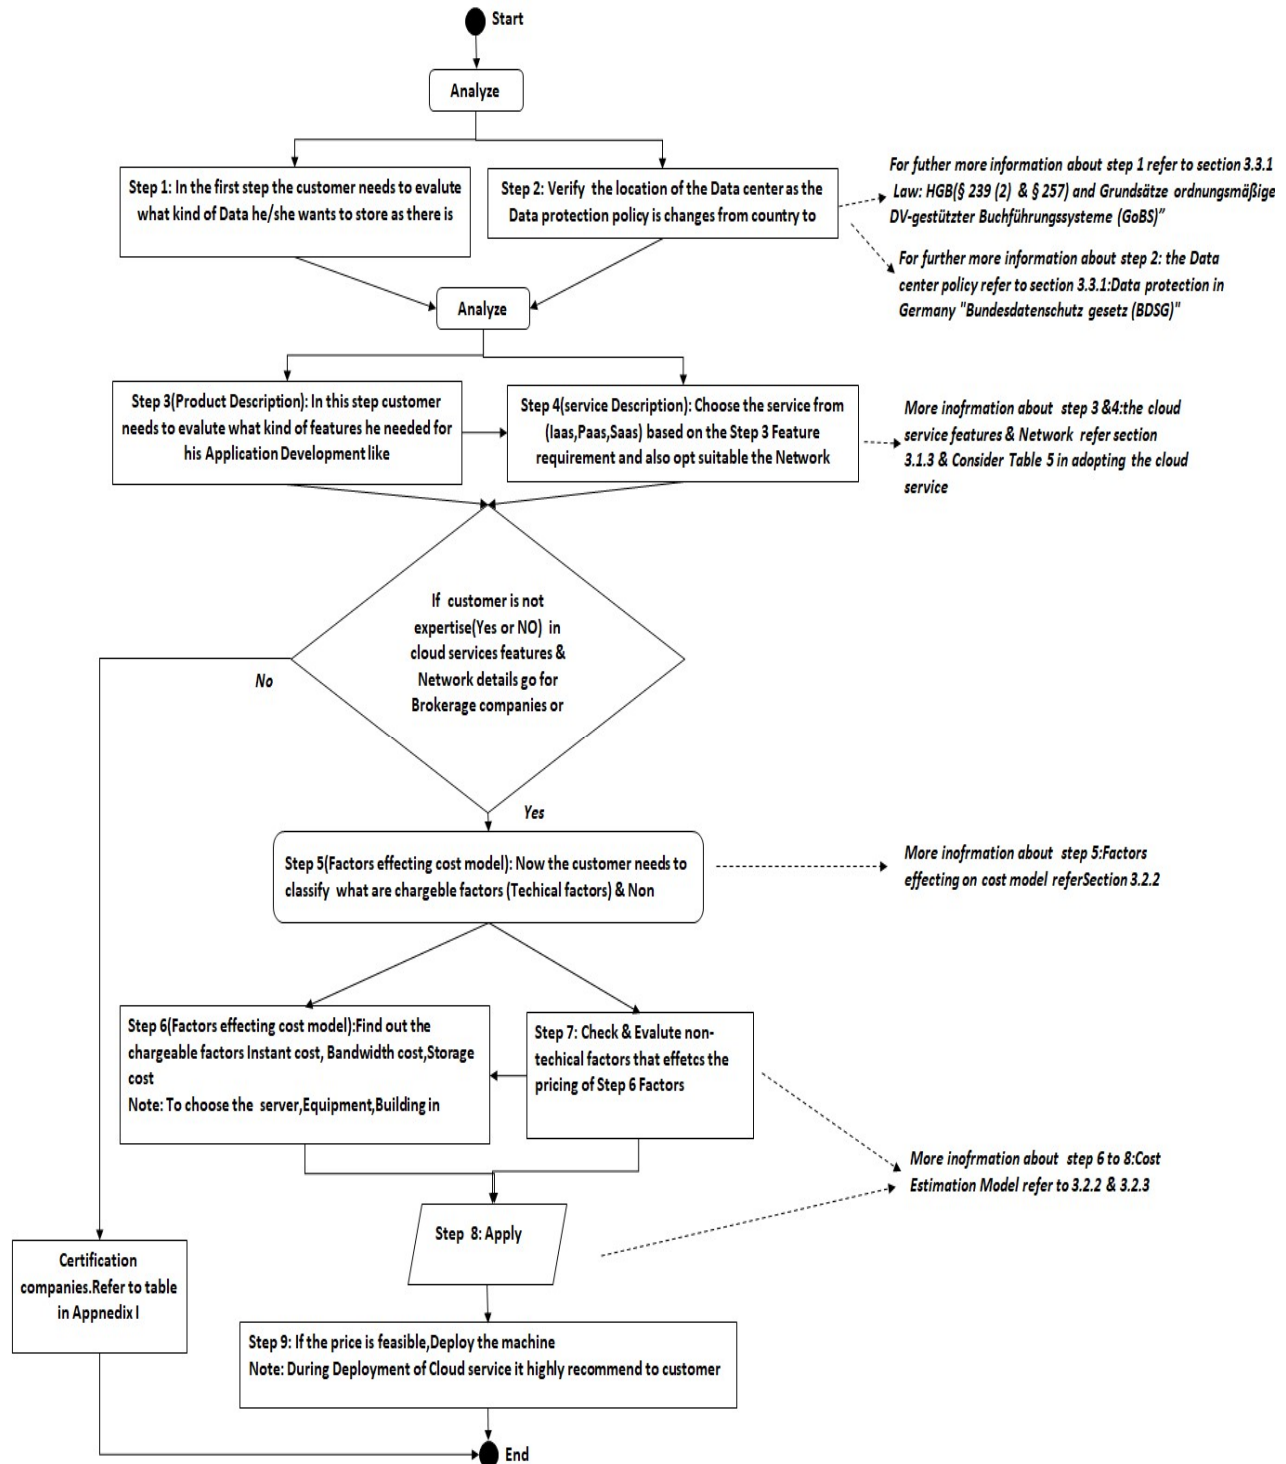 Start
Analyze
Step 1: In the first step the customer needs to evalute
what kind of Data he/she wants to store as there is
Step 2: Verify the location of the Data center as the
Data protection policy is changes from country to
For futher more information about step 1 refer to section 3.3.1
Law: HGB(§ 239 (2) & § 257) and Grundsätze ordnungsmäßige
DV-gestützter Buchführungssysteme (GoBS)”
For further more information about step 2: the Data
center policy refer to section 3.3.1:Data protection in
Germany "Bundesdatenschutz gesetz (BDSG)"
Analyze
Step 3(Product Description): In this step customer
needs to evalute what kind of features he needed for
his Application Development like
Step 4(service Description): Choose the service from
(Iaas,Paas,Saas) based on the Step 3 Feature
requirement and also opt suitable the Network
More inofrmation about step 3 &4:the cloud
service features & Network refer section
3.1.3 & Consider Table 5 in adopting the cloud
service
If customer is not
expertise(Yes or NO) in
cloud services features &
Network details go for
Brokerage companies or
No
Yes
Step 5(Factors effecting cost model): Now the customer needs to
classify what are chargeble factors (Techical factors) & Non
More inofrmation about step 5:Factors
effecting on cost model referSection 3.2.2
Step 6(Factors effecting cost model):Find out the
chargeable factors Instant cost, Bandwidth cost,Storage
cost
Note: To choose the server,Equipment,Building in
Step 7: Check & Evalute non-
techical factors that effetcs the
pricing of Step 6 Factors
More inofrmation about step 6 to 8:Cost
Estimation Model refer to 3.2.2 & 3.2.3
Step 8: Apply
Certification
companies.Refer to table
in Appnedix I
Step 9: If the price is feasible,Deploy the machine
Note: During Deployment of Cloud service it highly recommend to customer
End